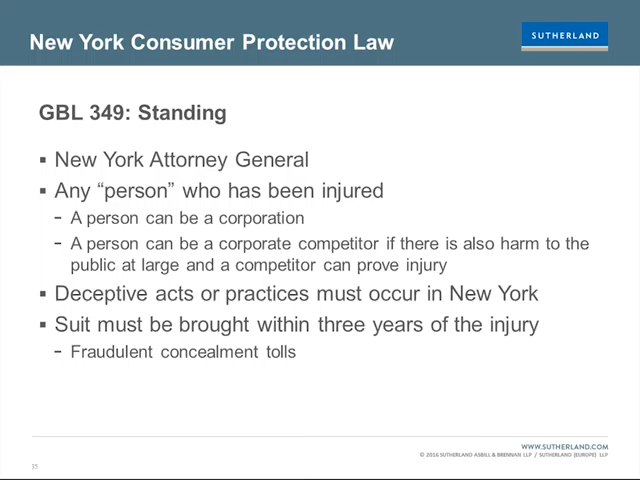 New York Consumer Protection Law
SUTHERLAND
GBL 349: Standing
▪ New York Attorney General
▪ Any “person” who has been injured
- A person can be a corporation
- A person can be a corporate competitor if there is also harm to the
public at large and a competitor can prove injury
▪ Deceptive acts or practices must occur in New York
▪ Suit must be brought within three years of the injury
- Fraudulent concealment tolls
WWW.SUTHERLAND.COM
© 2016 SUTHERLAND ASBILL & BRENNAN LLP / SUTHERLAND (EUROPE) LLP
35